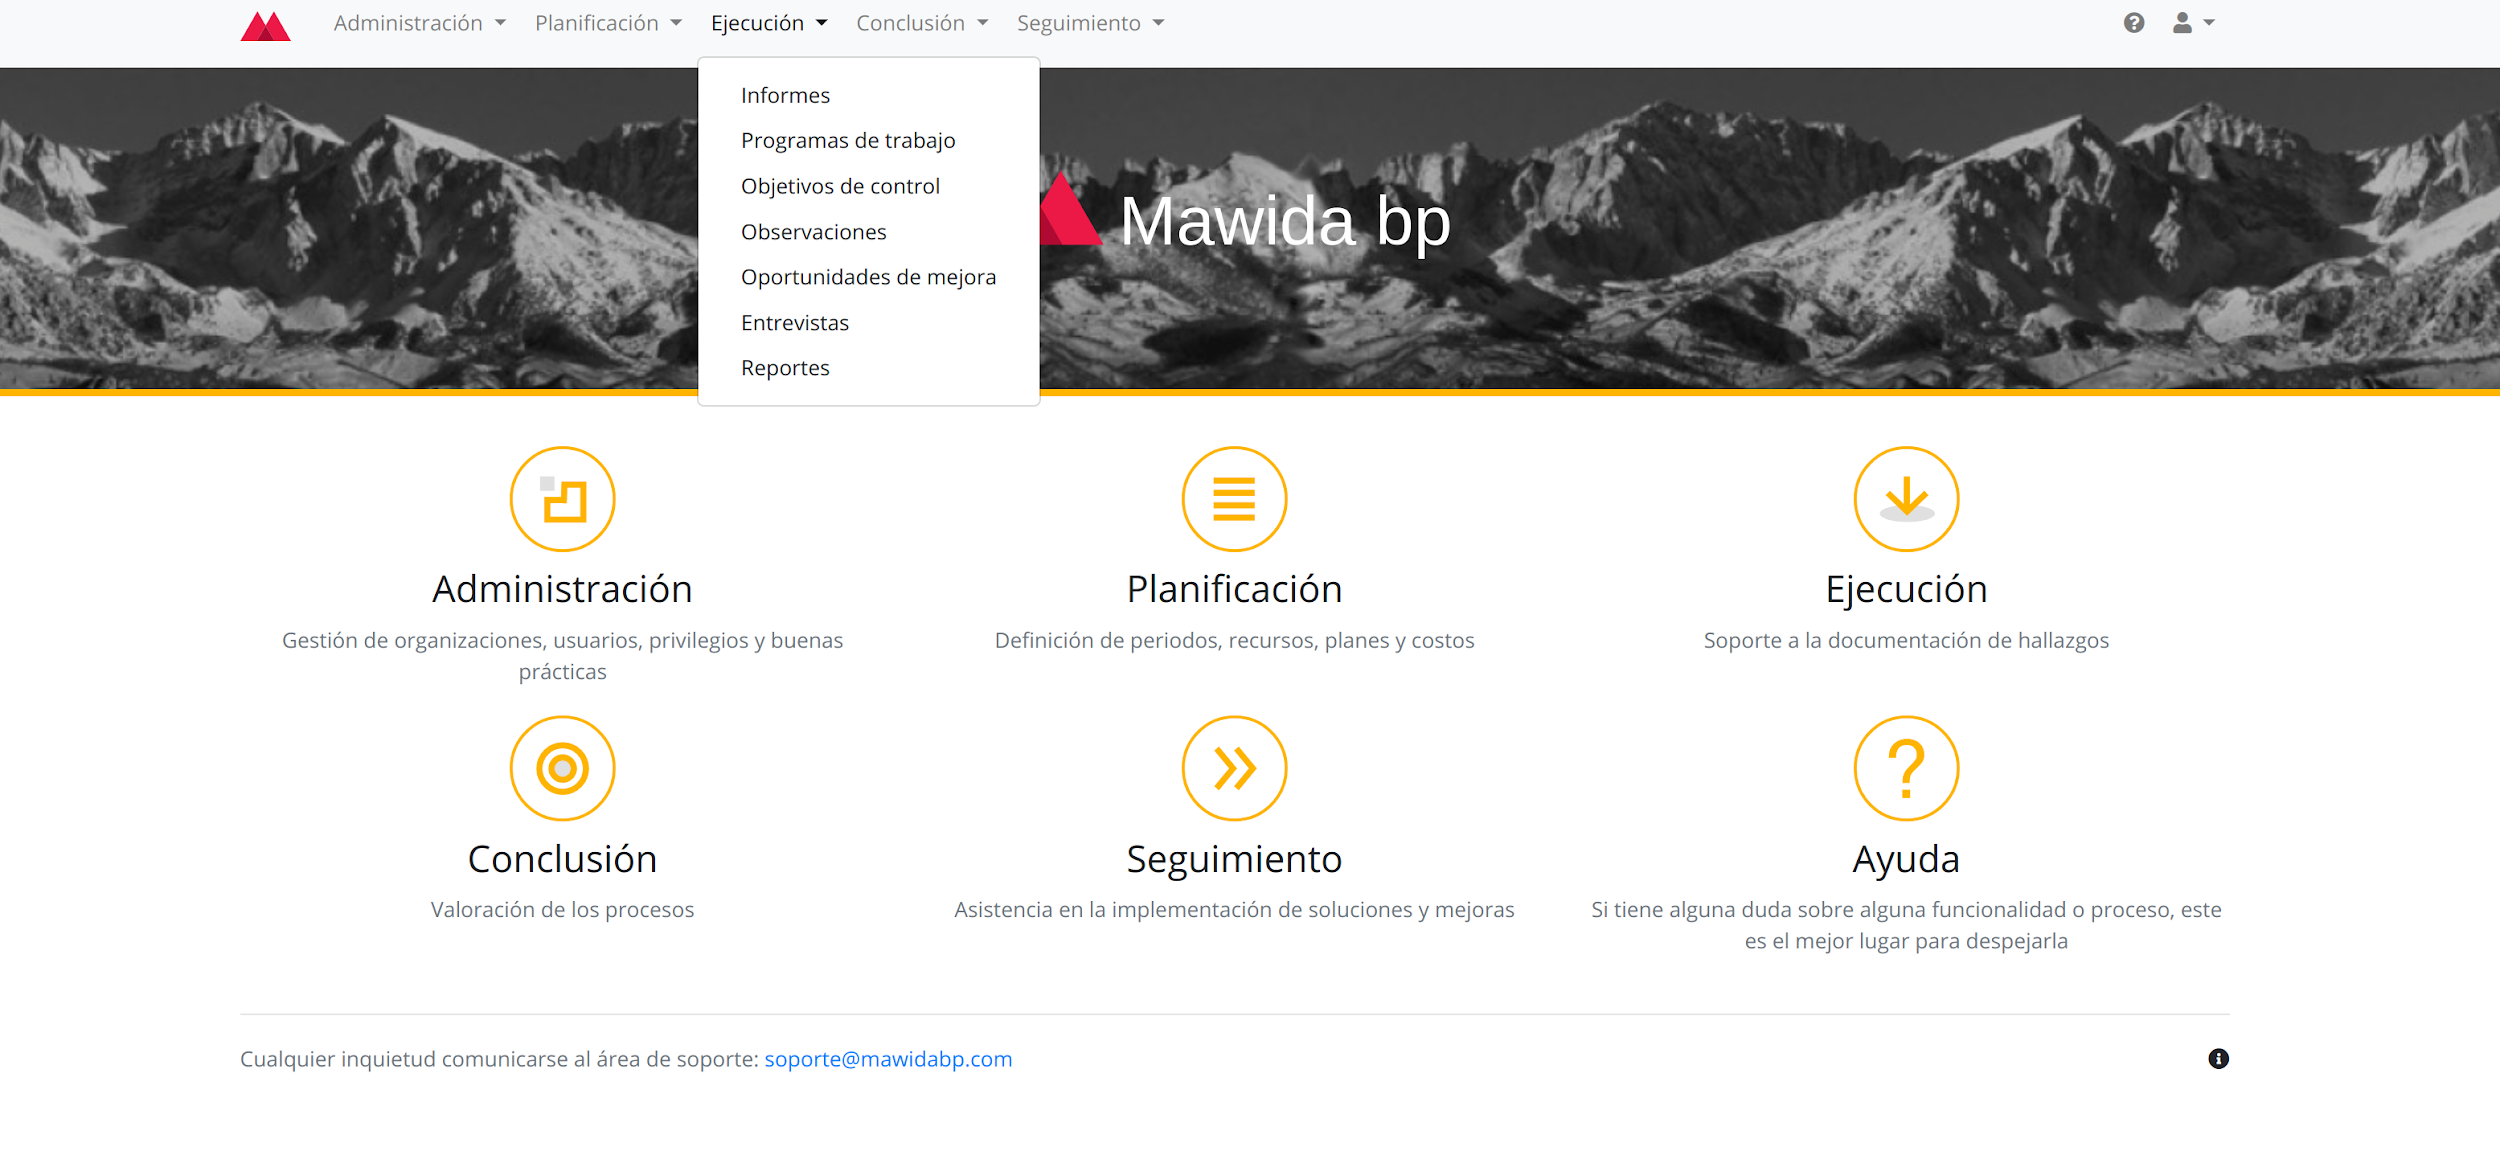 Administración Planificación Ejecución Conclusión Seguimiento
Informes
Programas de trabajo
Objetivos de control
Observaciones
Oportunidades de mejora
Entrevistas
Reportes
Mawida bp
Administración
Gestión de organizaciones, usuarios, privilegios y buenas
prácticas
Planificación
Definición de periodos, recursos, planes y costos
Ejecución
Soporte a la documentación de hallazgos
Conclusión
Valoración de los procesos
Seguimiento
Asistencia en la implementación de soluciones y mejoras
Ayuda
Si tiene alguna duda sobre alguna funcionalidad o proceso, este
es el mejor lugar para despejarla
Cualquier inquietud comunicarse al área de soporte: soporte@mawidabp.com